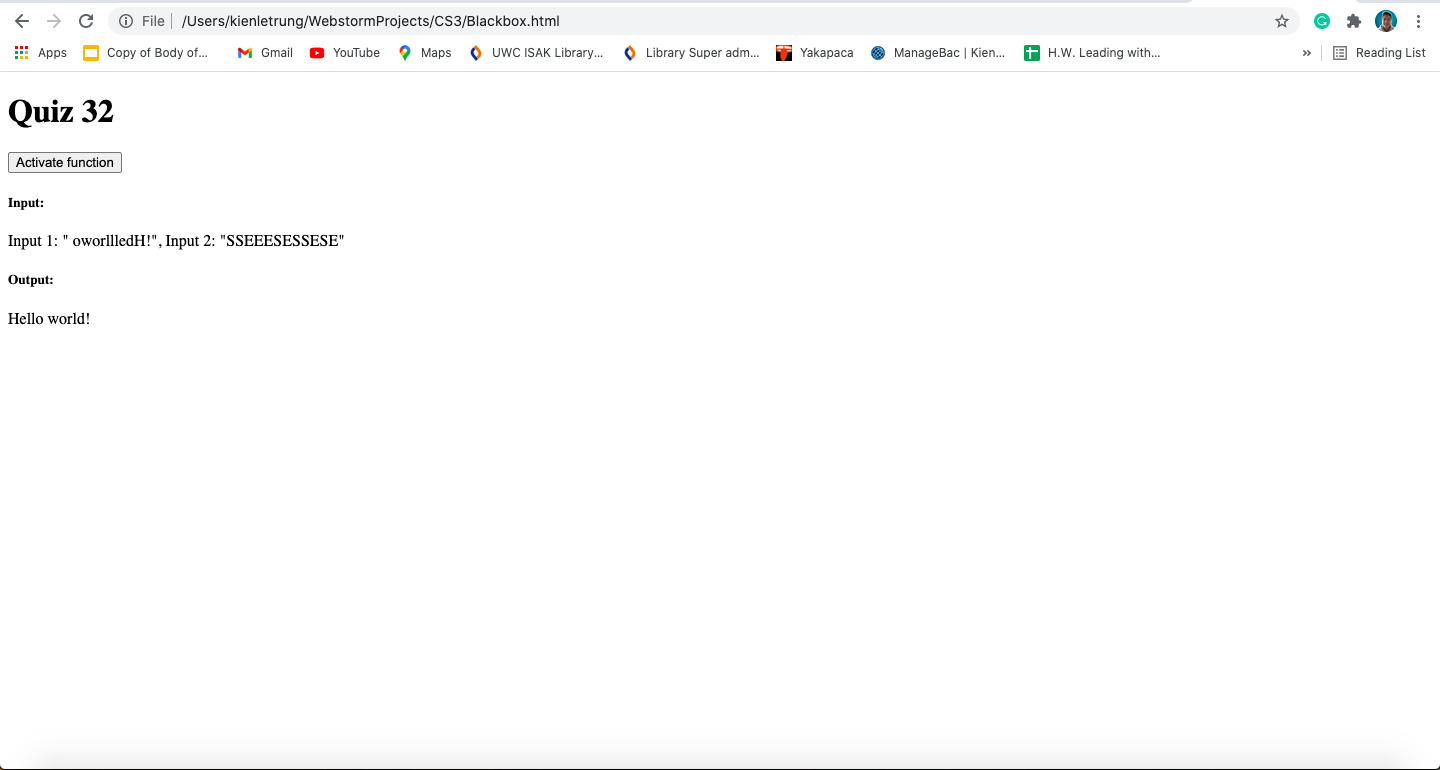 File /Users/kienletrung/WebstormProjects/CS3/Blackbox.html
Apps Copy of Body of... Gmail YouTube Maps UWC ISAK Library... Library Super adm... Yakapaca ManageBac | Kien... H.W. Leading with... » Reading List
Quiz 32
Activate function
Input:
Input 1: " oworllledH!", Input 2: "SSEEESESSESE"
Output:
Hello world!